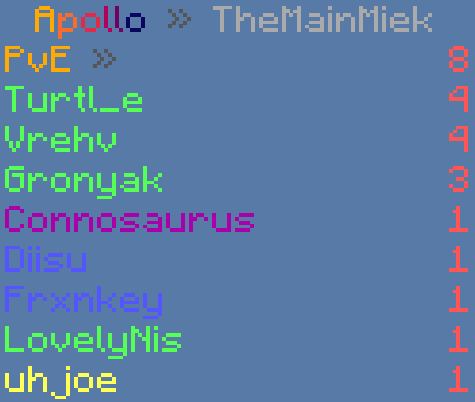 Apollo » TheMainMiek
PvE » 8
Turtl_e 4
Vrehv 4
Gronyak 3
Connosaurus 1
Diisu 1
Frxnkey 1
LovelyNis 1
uh_joe 1